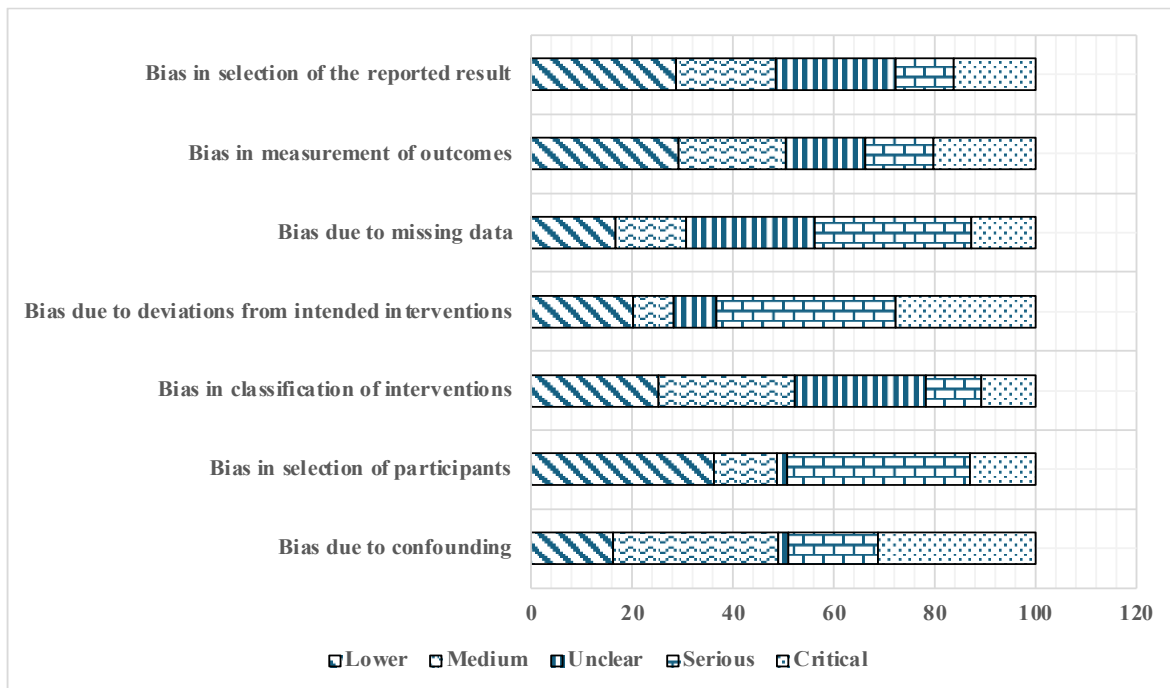 Bias in selection of the reported result
Bias in measurement of outcomes
Bias due to missing data
Bias due to deviations from intended interventions
Bias in classification of interventions
Bias in selection of participants
Bias due to confounding
0 20 40 60 80 100 120
Lower Medium Unclear Serious Critical